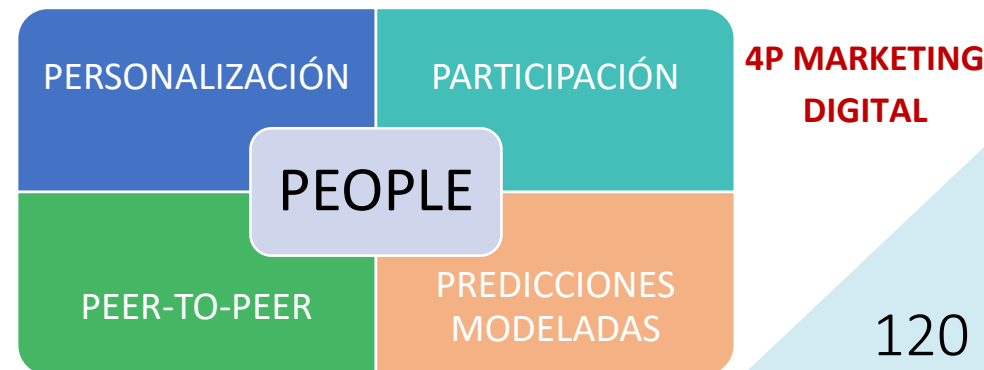 PERSONALIZACIÓN
PARTICIPACIÓN
4P MARKETING
DIGITAL
PEOPLE
PEER-TO-PEER
PREDICCIONES
MODELADAS
120